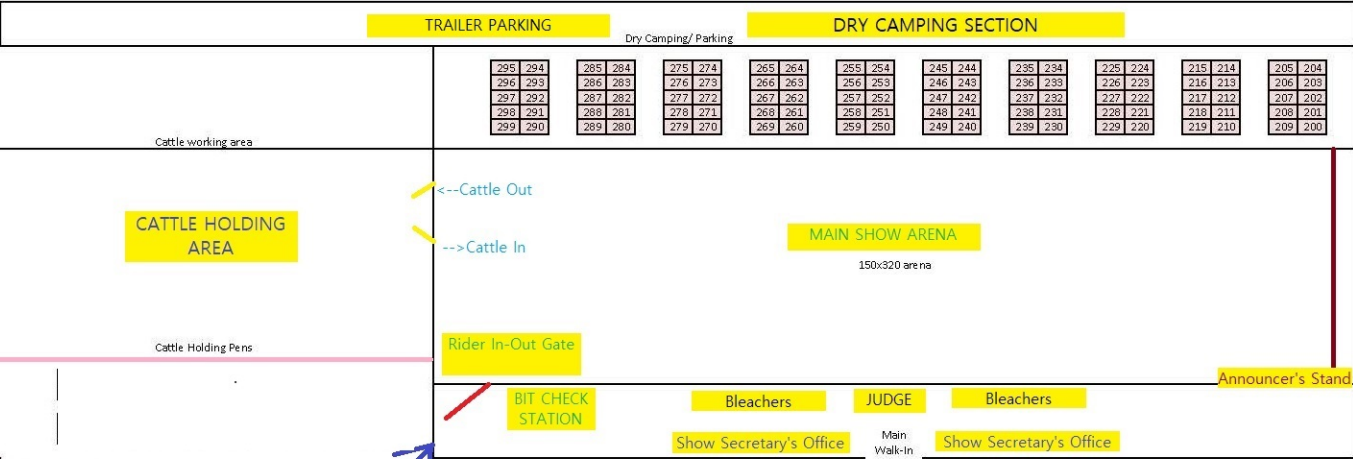 TRAILER PARKING
DRY CAMPING SECTION
Dry Camping/ Parking
295 294 285 284 275 274 265 264 255 254 245 244 235 234 225 224 215 214 205 204
296 293 286 283 276 273 266 263 256 253 246 243 236 233 226 223 216 213 206 203
297 292 287 282 277 272 267 262 257 252 247 242 237 232 227 222 217 212 207 202
298 291 288 281 278 271 268 261 258 251 248 241 238 231 228 221 218 211 208 201
299 290 289 280 279 270 269 260 259 250 249 240 239 230 229 220 219 210 209 200
Cattle working area
<--Cattle Out
CATTLE HOLDING
AREA
-->Cattle In
MAIN SHOW ARENA
150x320 arena
Cattle Holding Pens
Rider In-Out Gate
Announcer's Stand
BIT CHECK
STATION
Bleachers
JUDGE
Bleachers
Show Secretary's Office
Main
Walk-In
Show Secretary's Office